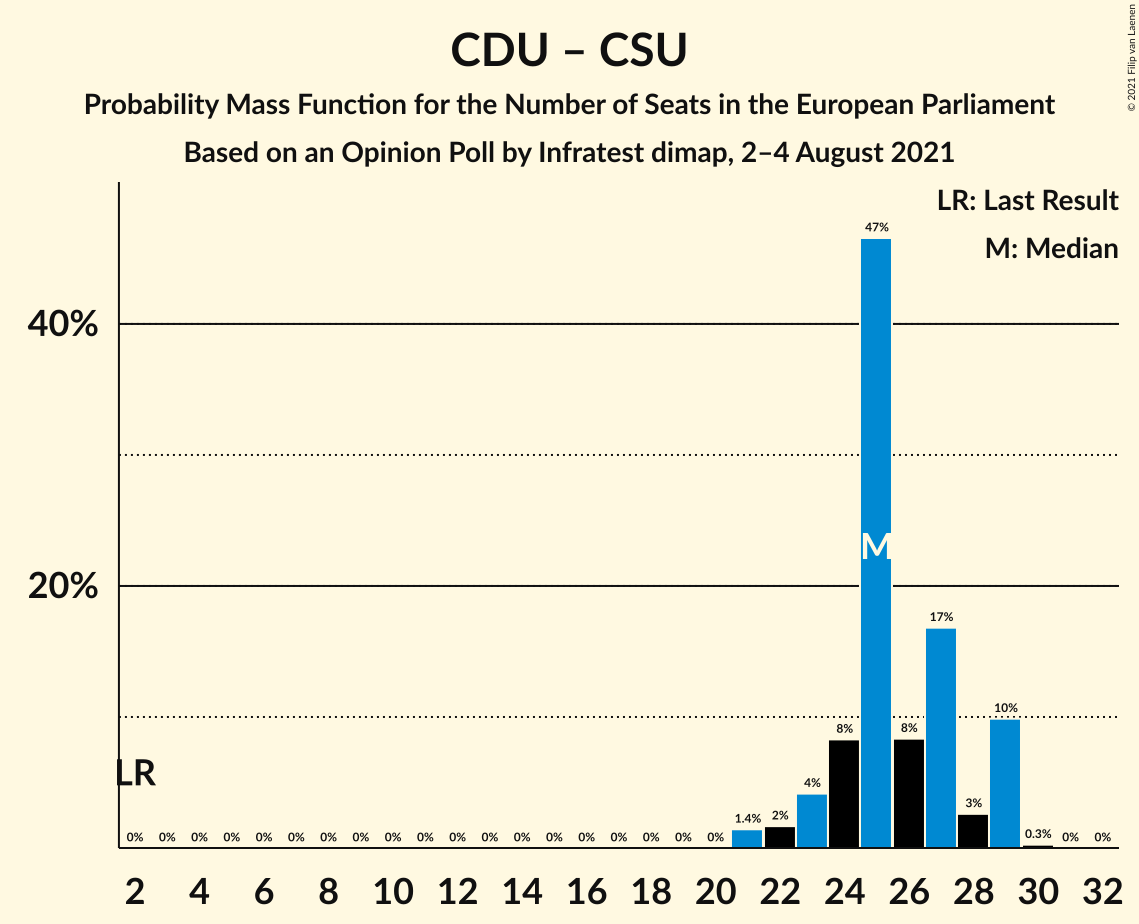 CDU – CSU
Probability Mass Function for the Number of Seats in the European Parliament
Based on an Opinion Poll by Infratest dimap, 2–4 August 2021
© 2021 Filip van Laenen
LR: Last Result
M: Median
47%
40%
M
20%
17%
10%
8% 8%
LR
4%
3%
0% 0% 0% 0% 0% 0% 0% 0% 0% 0% 0% 0% 0% 0% 0% 0% 0% 0% 0% 1.4% 2% 0.3% 0% 0%
2 4 6 8 10 12 14 16 18 20 22 24 26 28 30 32